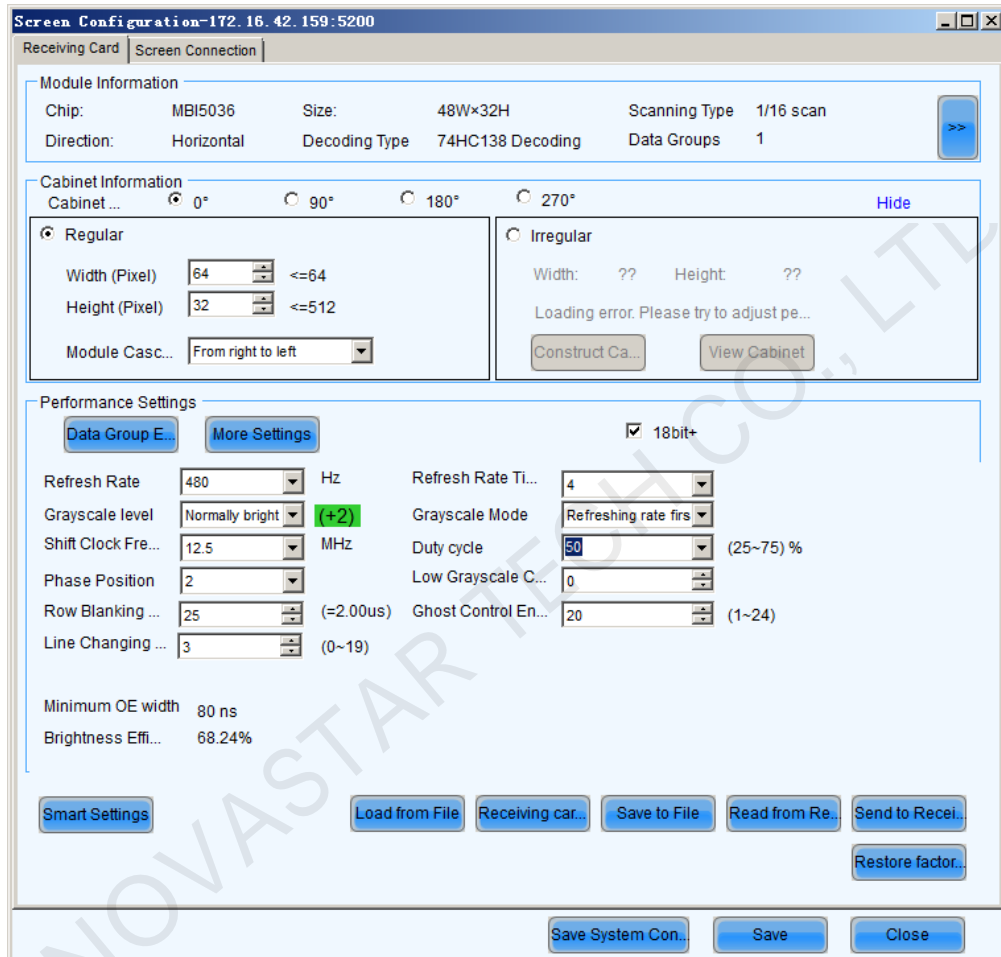 Screen Configuration-172.16.42.159:5200
Receiving Card Screen Connection
Module Information
Chip: MBI5036 Size: 48W×32H Scanning Type 1/16 scan
Direction: Horizontal Decoding Type 74HC138 Decoding Data Groups 1
>>
Cabinet Information
Cabinet ... 0° 90° 180° 270° Hide
Regular Irregular
Width (Pixel) 64 <=64 Width: ?? Height: ??
Height (Pixel) 32 <=512 Loading error. Please try to adjust pe...
Module Casc... From right to left Construct Ca... View Cabinet
Performance Settings
Data Group E... More Settings 18bit+
Refresh Rate 480 Hz Refresh Rate Ti... 4
Grayscale level Normally bright (+2) Grayscale Mode Refreshing rate firs
Shift Clock Fre... 12.5 MHz Duty cycle 50 (25~75) %
Phase Position 2 Low Grayscale C... 0
Row Blanking ... 25 (=2.00us) Ghost Control En... 20 (1~24)
Line Changing ... 3 (0~19)
Minimum OE width 80 ns
Brightness Effi... 68.24%
Smart Settings Load from File Receiving car... Save to File Read from Re... Send to Recei...
Restore factor...
Save System Con... Save Close
NOVASTAR TECH CO., LTD